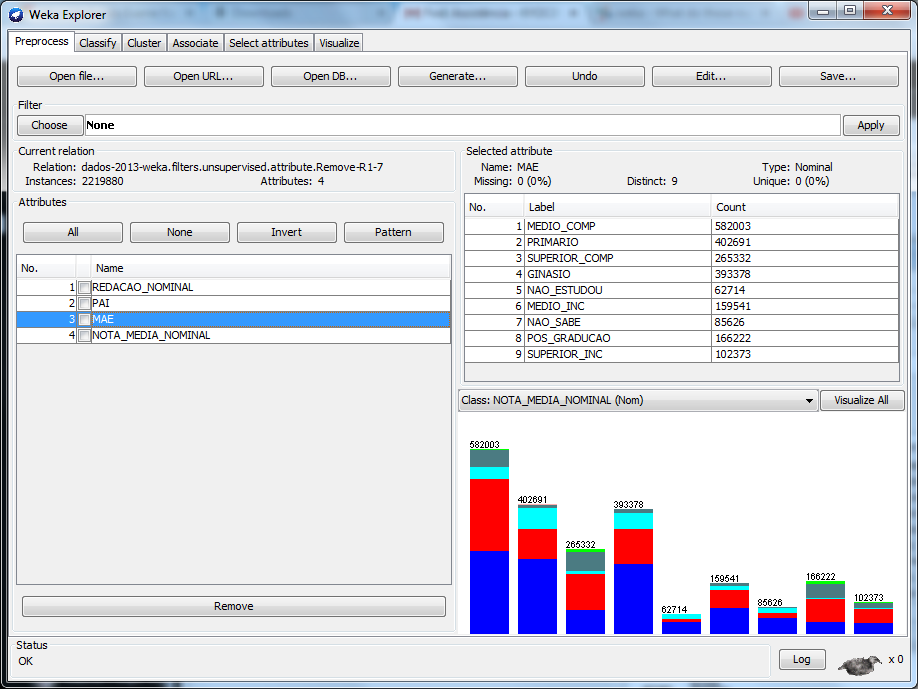 Weka Explorer
Preprocess Classify Cluster Associate Select attributes Visualize
Open file... Open URL... Open DB... Generate... Undo Edit... Save...
Filter
Choose None Apply
Current relation
Relation: dados-2013-weka.filters.unsupervised.attribute.Remove-R1-7
Instances: 2219880 Attributes: 4
Attributes
All None Invert Pattern
No. Name
1 REDACAO_NOMINAL
2 PAI
3 MAE
4 NOTA_MEDIA_NOMINAL
Remove
Selected attribute
Name: MAE Type: Nominal
Missing: 0 (0%) Distinct: 9 Unique: 0 (0%)
No. Label Count
1 MEDIO_COMP 582003
2 PRIMARIO 402691
3 SUPERIOR_COMP 265332
4 GINASIO 393378
5 NAO_ESTUDOU 62714
6 MEDIO_INC 159541
7 NAO_SABE 85626
8 POS_GRADUCAO 166222
9 SUPERIOR_INC 102373
Class: NOTA_MEDIA_NOMINAL (Nom) Visualize All
582003
402691
265332
393378
62714
159541
85626
166222
102373
Status
OK
Log x 0